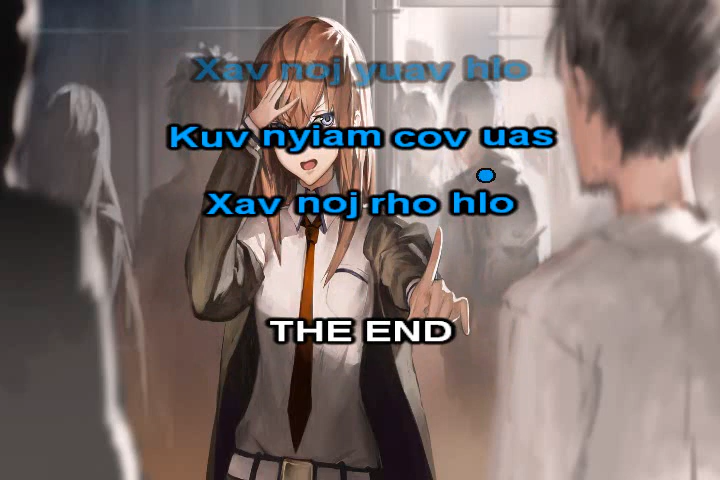 Xav noj yuav hlo
Kuv nyiam cov uas
Xav noj rho hlo
THE END